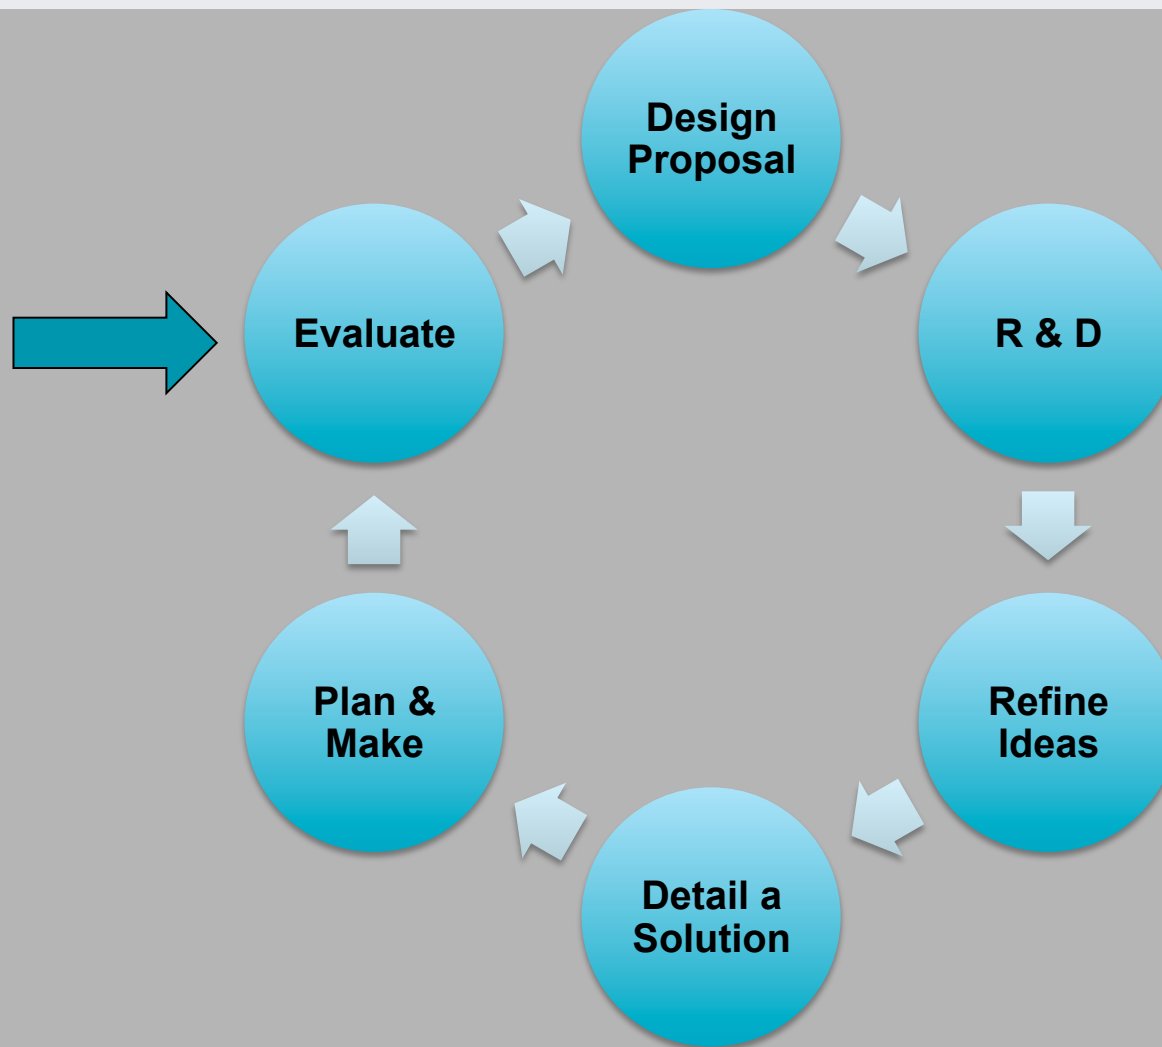 Design
Proposal
Evaluate
R & D
Plan &
Make
Refine
Ideas
Detail a
Solution